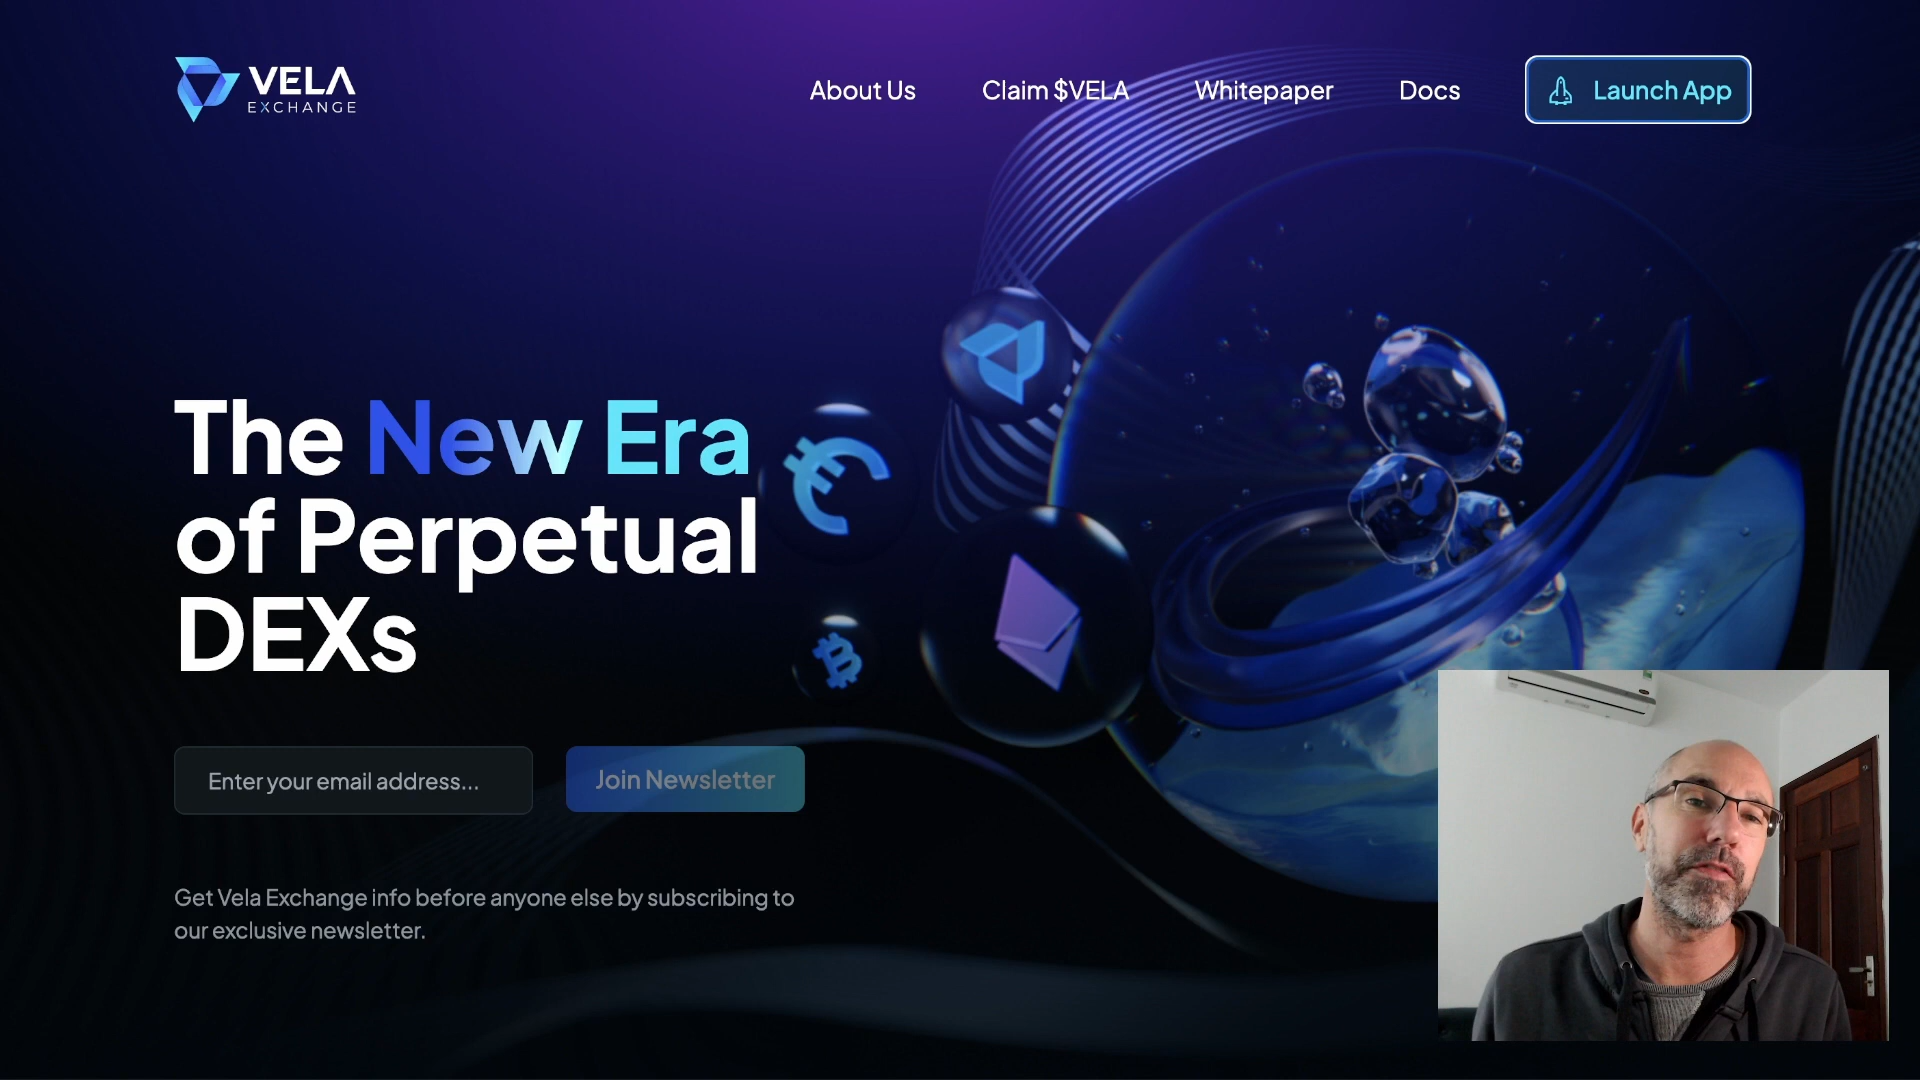 VELA
EXCHANGE
About Us
Claim $VELA
Whitepaper
Docs
Launch App
The New Era
of Perpetual
DEXs
Enter your email address...
Join Newsletter
Get Vela Exchange info before anyone else by subscribing to
our exclusive newsletter.